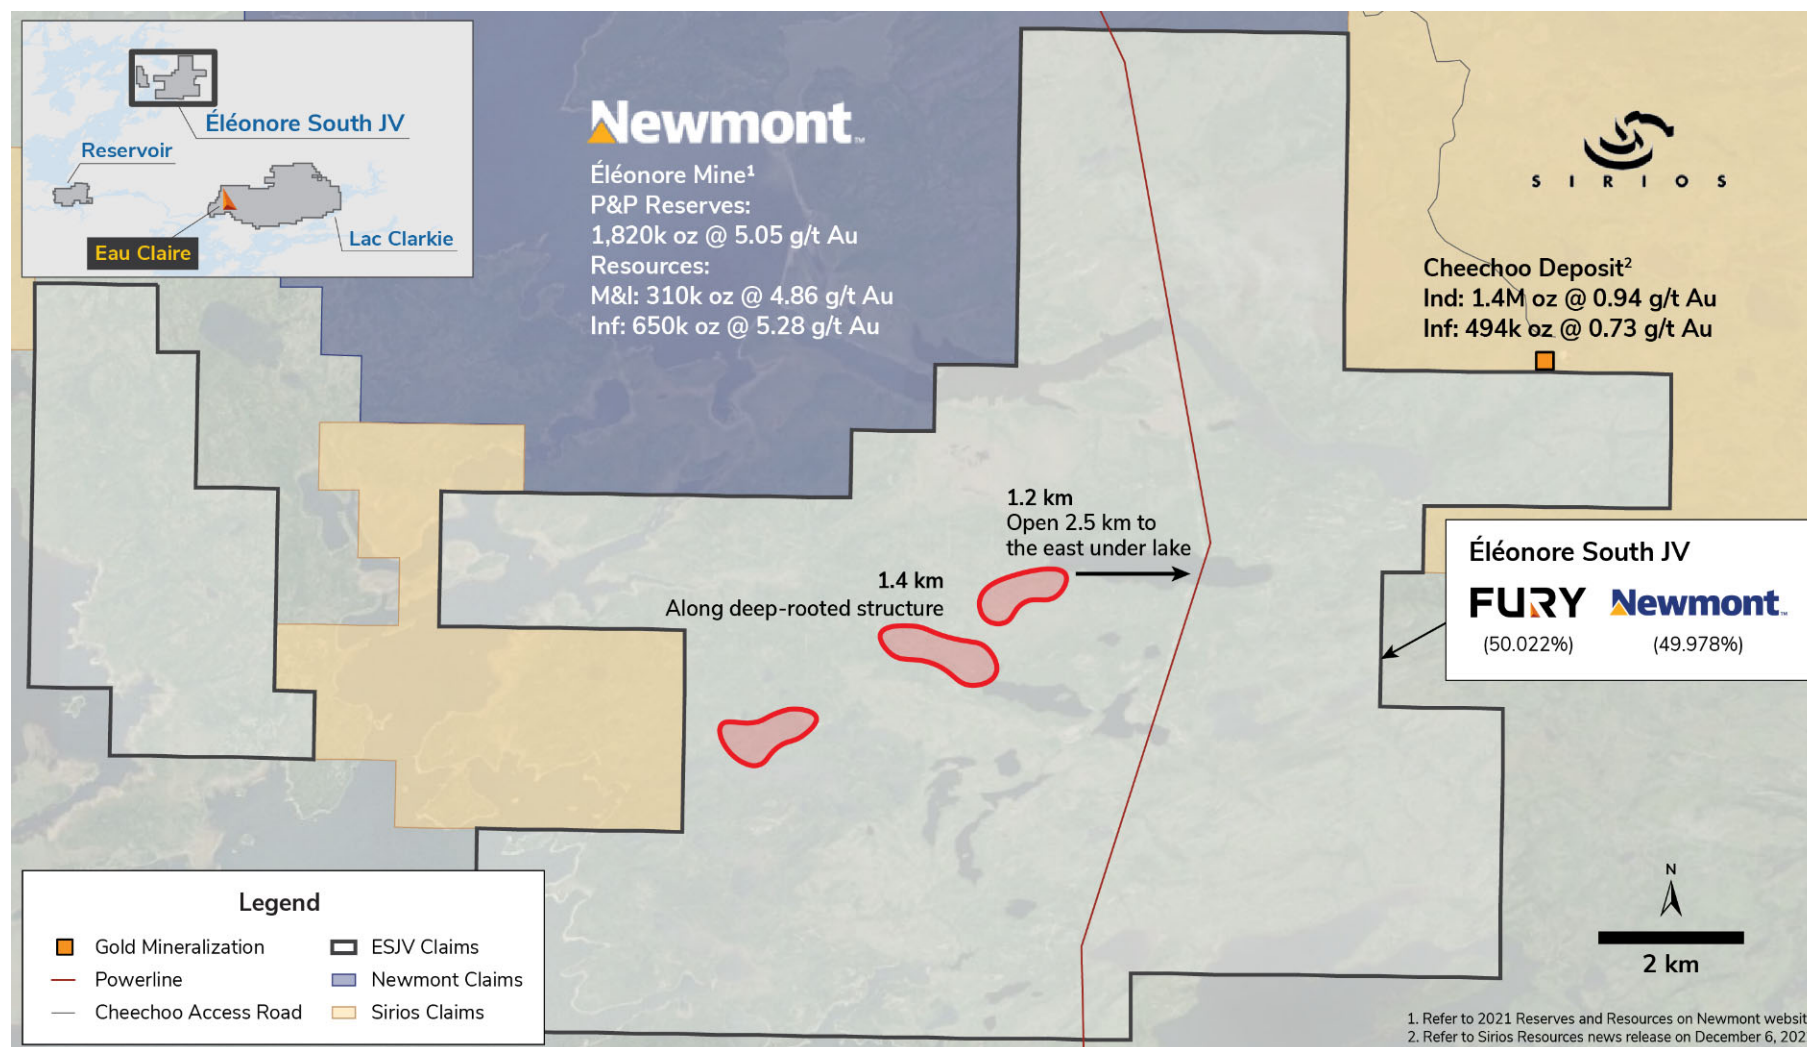 Éléonore South JV
Reservoir
Eau Claire
Lac Clarkie
Newmont™
Éléonore Mine¹
P&P Reserves:
1,820k oz @ 5.05 g/t Au
Resources:
M&I: 310k oz @ 4.86 g/t Au
Inf: 650k oz @ 5.28 g/t Au
SIRIOS
Cheechoo Deposit²
Ind: 1.4M oz @ 0.94 g/t Au
Inf: 494k oz @ 0.73 g/t Au
1.2 km
Open 2.5 km to
the east under lake
1.4 km
Along deep-rooted structure
Éléonore South JV
FURY Newmont™
(50.022%) (49.978%)
Legend
Gold Mineralization
Powerline
Cheechoo Access Road
ESJV Claims
Newmont Claims
Sirios Claims
N
2 km
1. Refer to 2021 Reserves and Resources on Newmont websit
2. Refer to Sirios Resources news release on December 6, 202